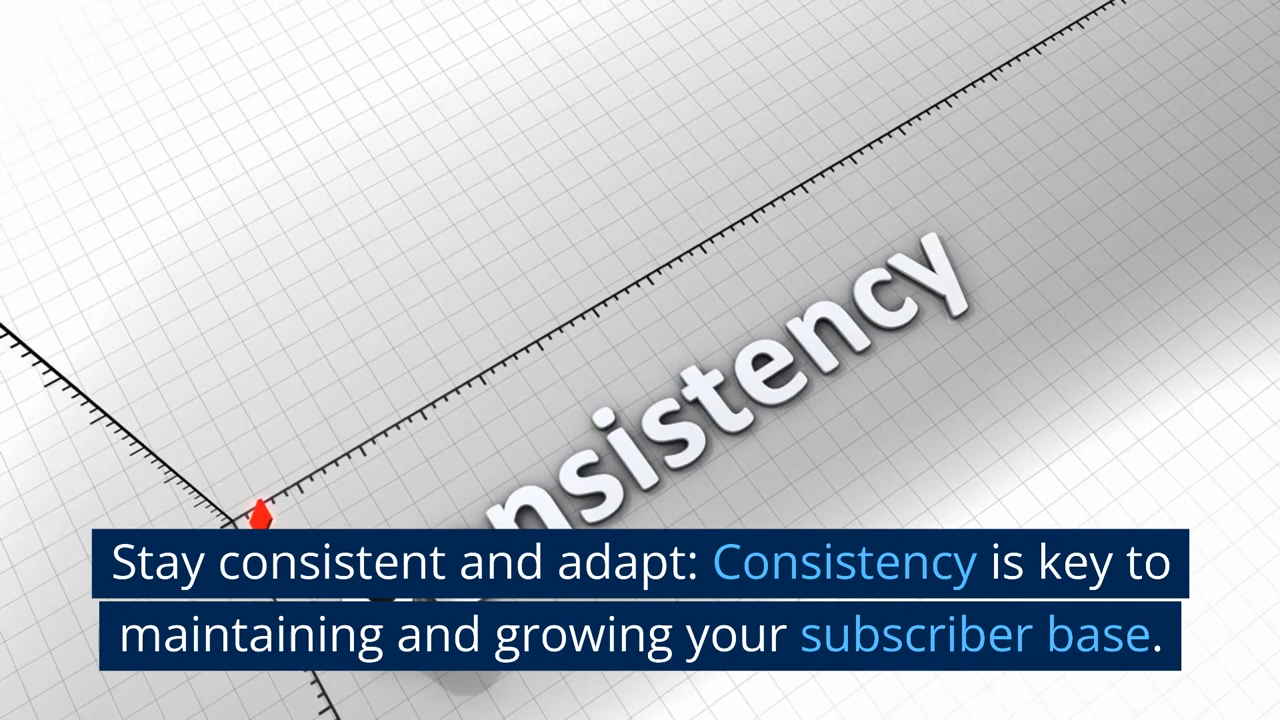 nsistency
Stay consistent and adapt: Consistency is key to
maintaining and growing your subscriber base.